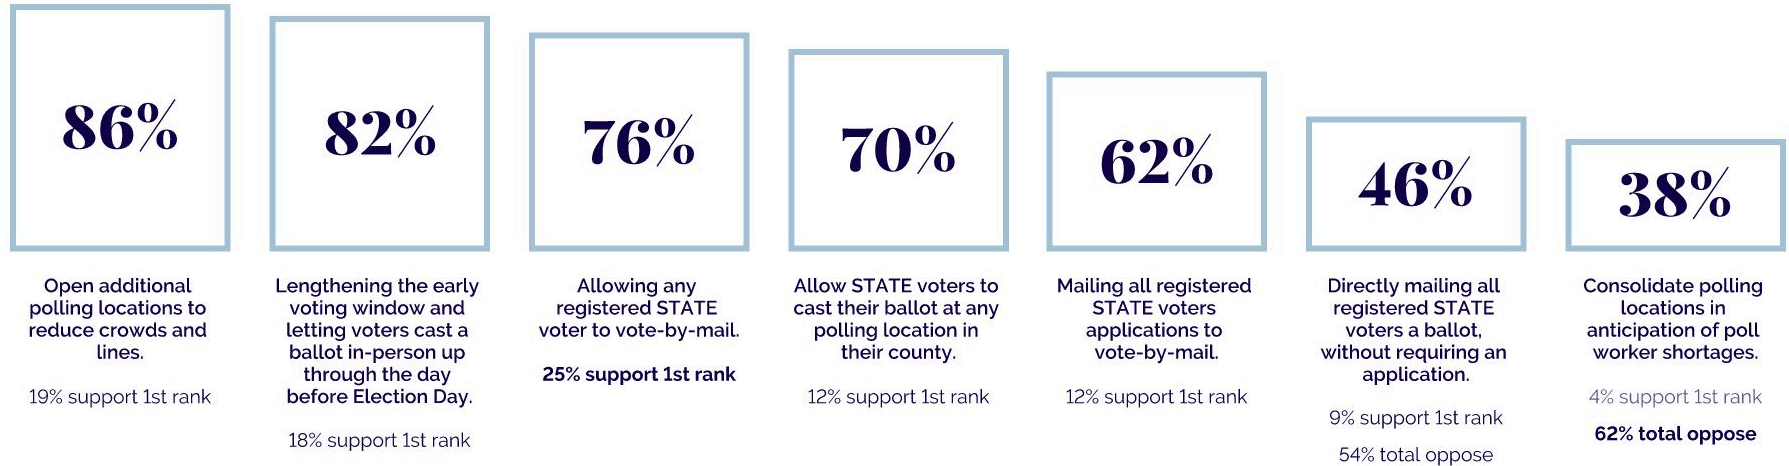 86%
Open additional
polling locations to
reduce crowds and
lines.
19% support 1st rank
82%
Lengthening the early
voting window and
letting voters cast a
ballot in-person up
through the day
before Election Day.
18% support 1st rank
76%
Allowing any
registered STATE
voter to vote-by-mail.
25% support 1st rank
70%
Allow STATE voters to
cast their ballot at any
polling location in
their county.
12% support 1st rank
62%
Mailing all registered
STATE voters
applications to
vote-by-mail.
12% support 1st rank
46%
Directly mailing all
registered STATE
voters a ballot,
without requiring an
application.
9% support 1st rank
54% total oppose
38%
Consolidate polling
locations in
anticipation of poll
worker shortages.
4% support 1st rank
62% total oppose